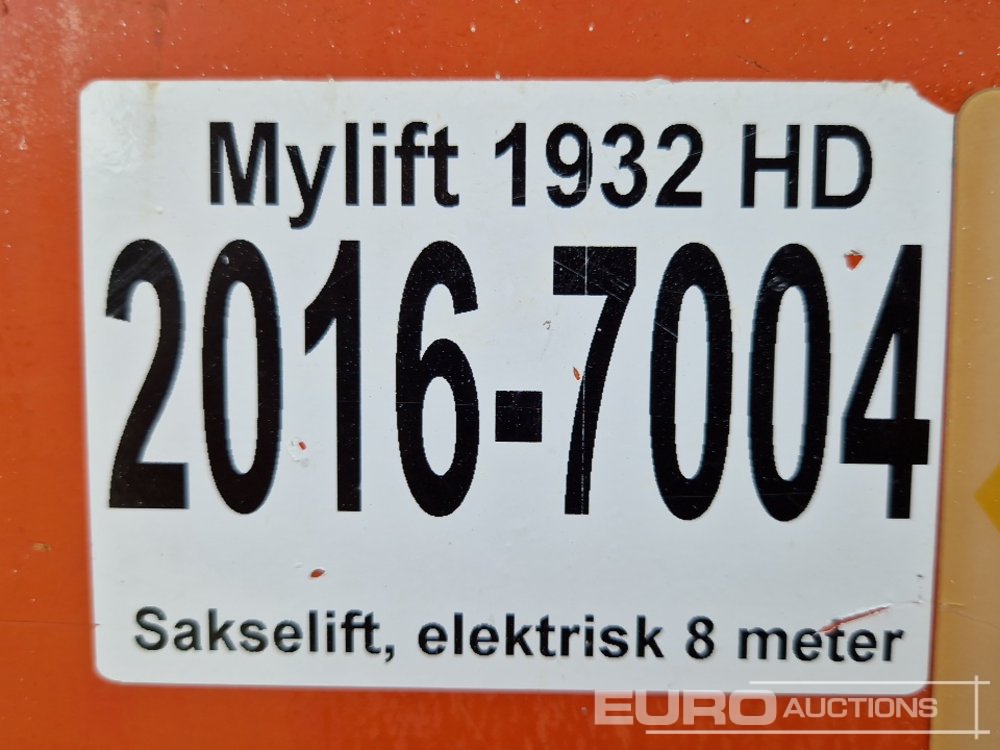 Mylift 1932 HD
2016-7004
Sakselift, elektrisk 8 meter
EURO AUCTIONS